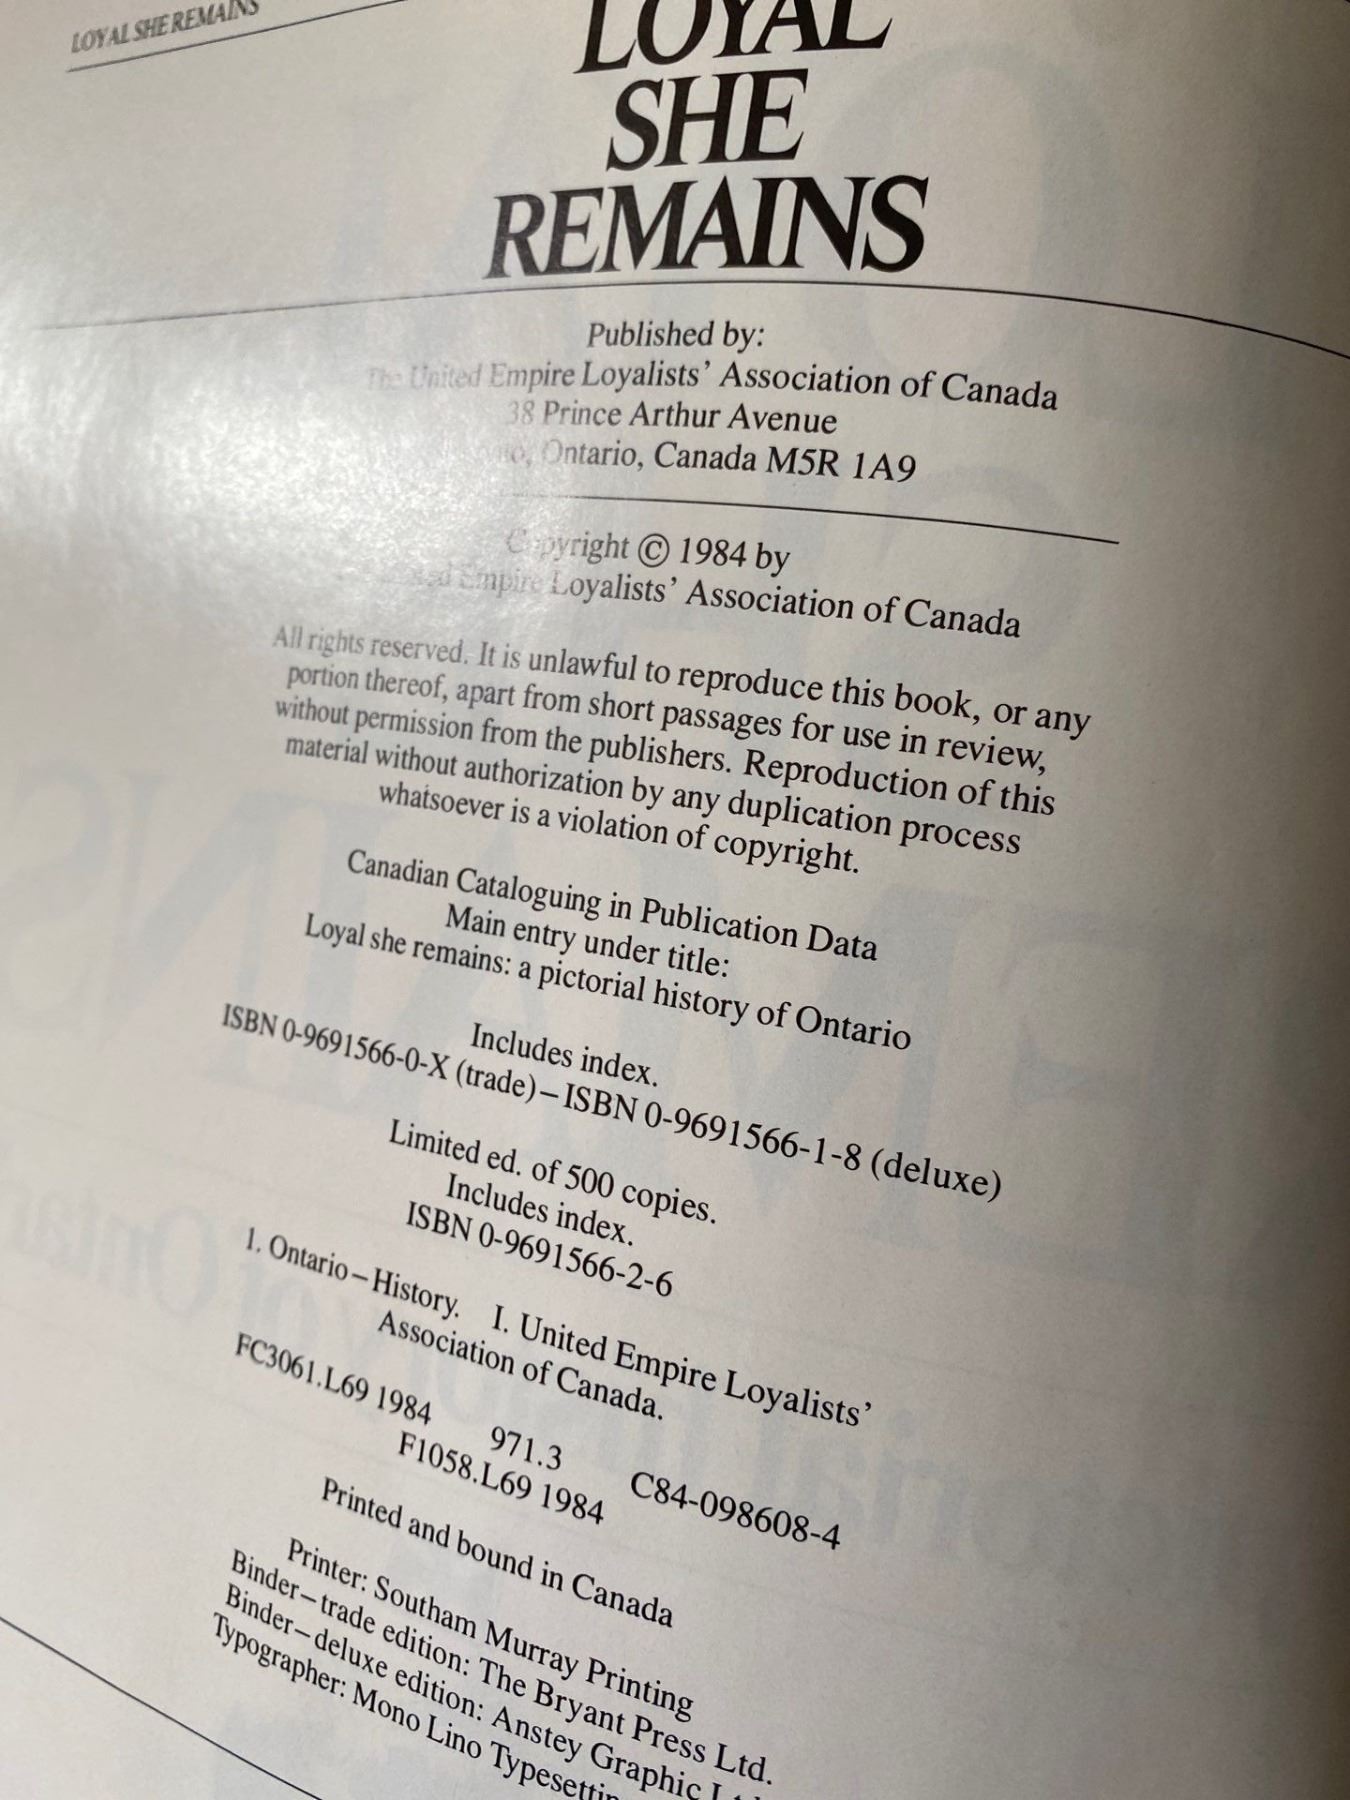 LOYAL SHE REMAINS
LOYAL
SHE
REMAINS
Published by:
The United Empire Loyalists' Association of Canada
38 Prince Arthur Avenue
Ontario, Canada M5R 1A9
Copyright © 1984 by
Empire Loyalists' Association of Canada
All rights reserved. It is unlawful to reproduce this book, or any
portion thereof, apart from short passages for use in review,
without permission from the publishers. Reproduction of this
material without authorization by any duplication process
whatsoever is a violation of copyright.
Canadian Cataloguing in Publication Data
Main entry under title:
Loyal she remains: a pictorial history of Ontario
Includes index.
ISBN 0-9691566-0-X (trade) – ISBN 0-9691566-1-8 (deluxe)
Limited ed. of 500 copies.
Includes index.
ISBN 0-9691566-2-6
1. Ontario – History. I. United Empire Loyalists'
Association of Canada.
FC3061.L69 1984 971.3 C84-098608-4
F1058.L69 1984
Printed and bound in Canada
Printer: Southam Murray Printing
Binder – trade edition: The Bryant Press Ltd.
Binder – deluxe edition: Anstey Graphic
Typographer: Mono Lino